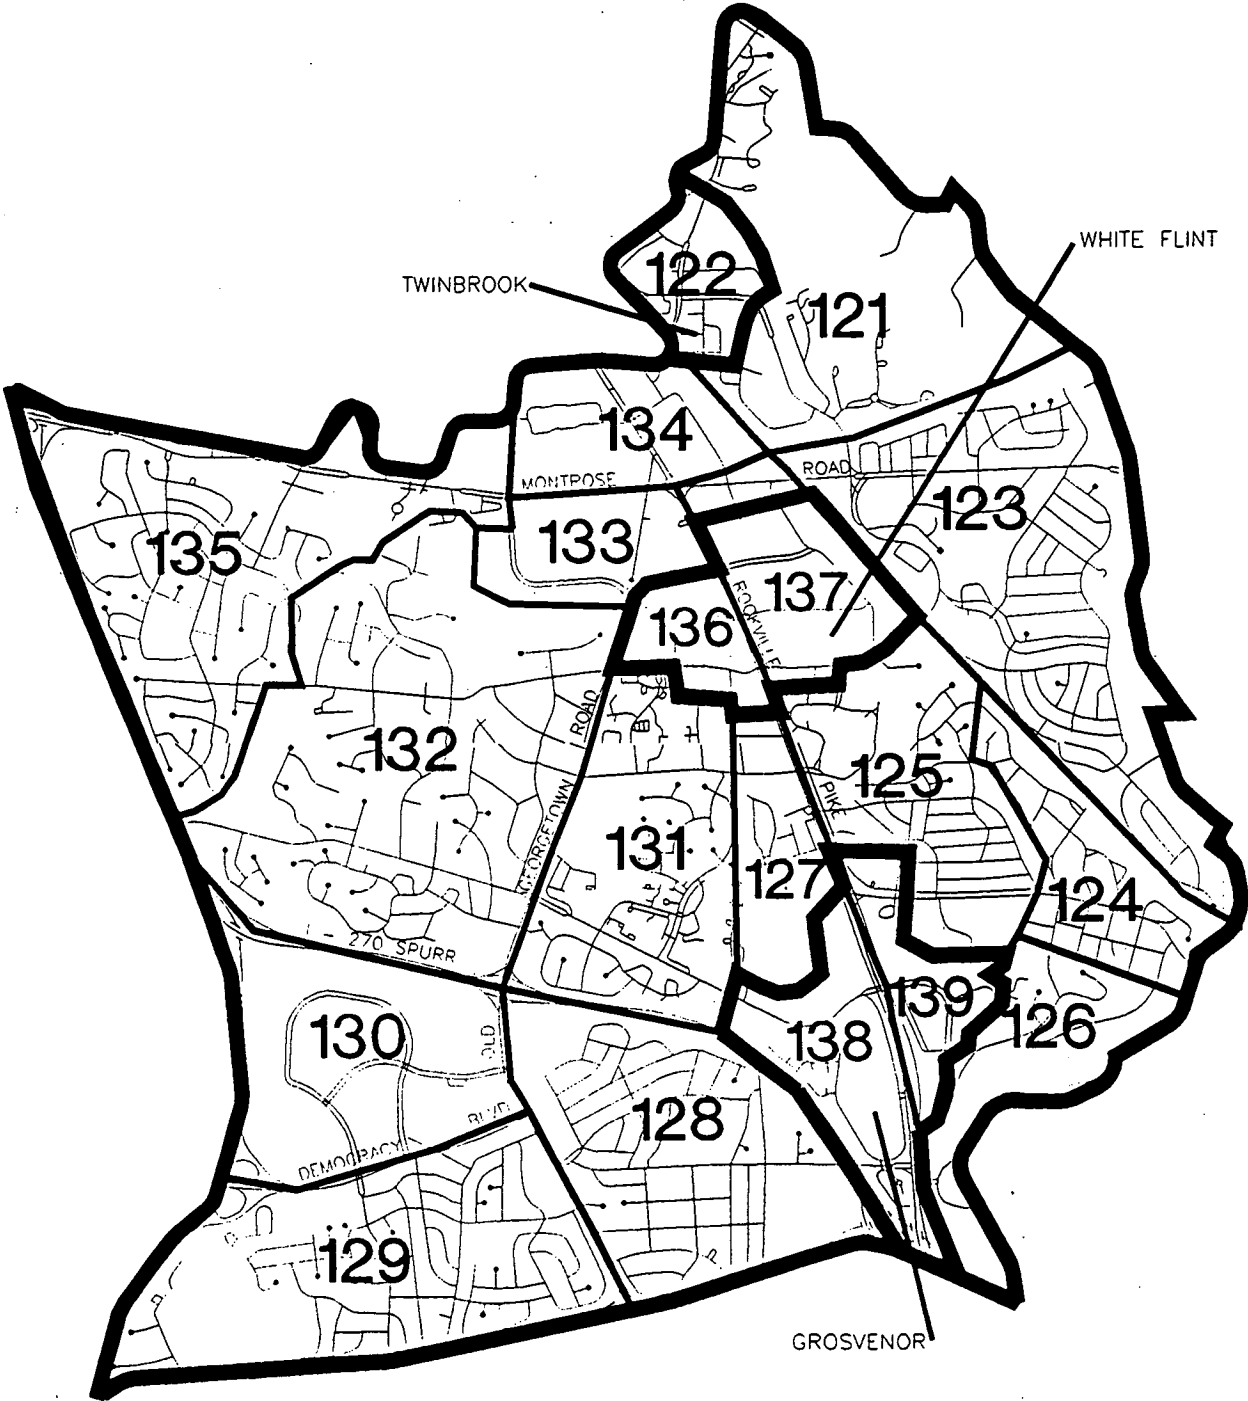 WHITE FLINT
TWINBROOK
122
121
134
MONTROSE
ROAD
123
133
135
137
136
ROCKVILLE
ROAD
132
125
PIKE
GEORGETOWN
131
127
124
270 SPURR
139
126
130
OLD
138
128
BLVD
DEMOCRACY
129
GROSVENOR